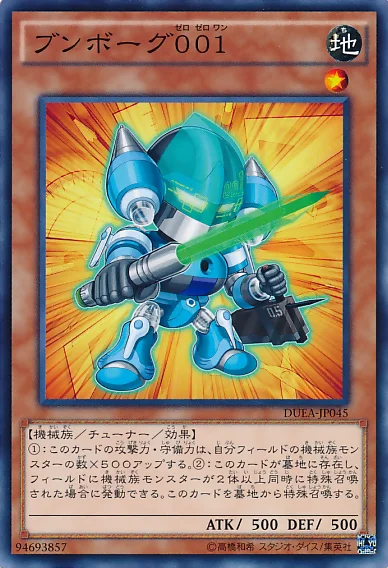 ブンボーグ001
ゼロ ゼロ ワン
地
0.5
DUEA-JP045
【機械族/チューナー/効果】
①:このカードの攻撃力・守備力は、自分フィールドの機械族モン
スターの数×500アップする。②:このカードが墓地に存在し、
フィールドに機械族モンスターが2体以上同時に特殊召喚
された場合に発動できる。このカードを墓地から特殊召喚する。
ATK/ 500 DEF/ 500
94693857
©高橋和希 スタジオ・ダイス/集英社